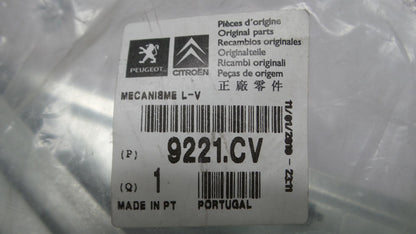 Pièces d'origine
Original parts
Recambios originales
Originalteile
Ricambi originali
Peças de origem
正廠零件
PEUGEOT
CITROËN
MECANISME L-V
(P) 9221.CV
(Q) 1
MADE IN PT PORTUGAL